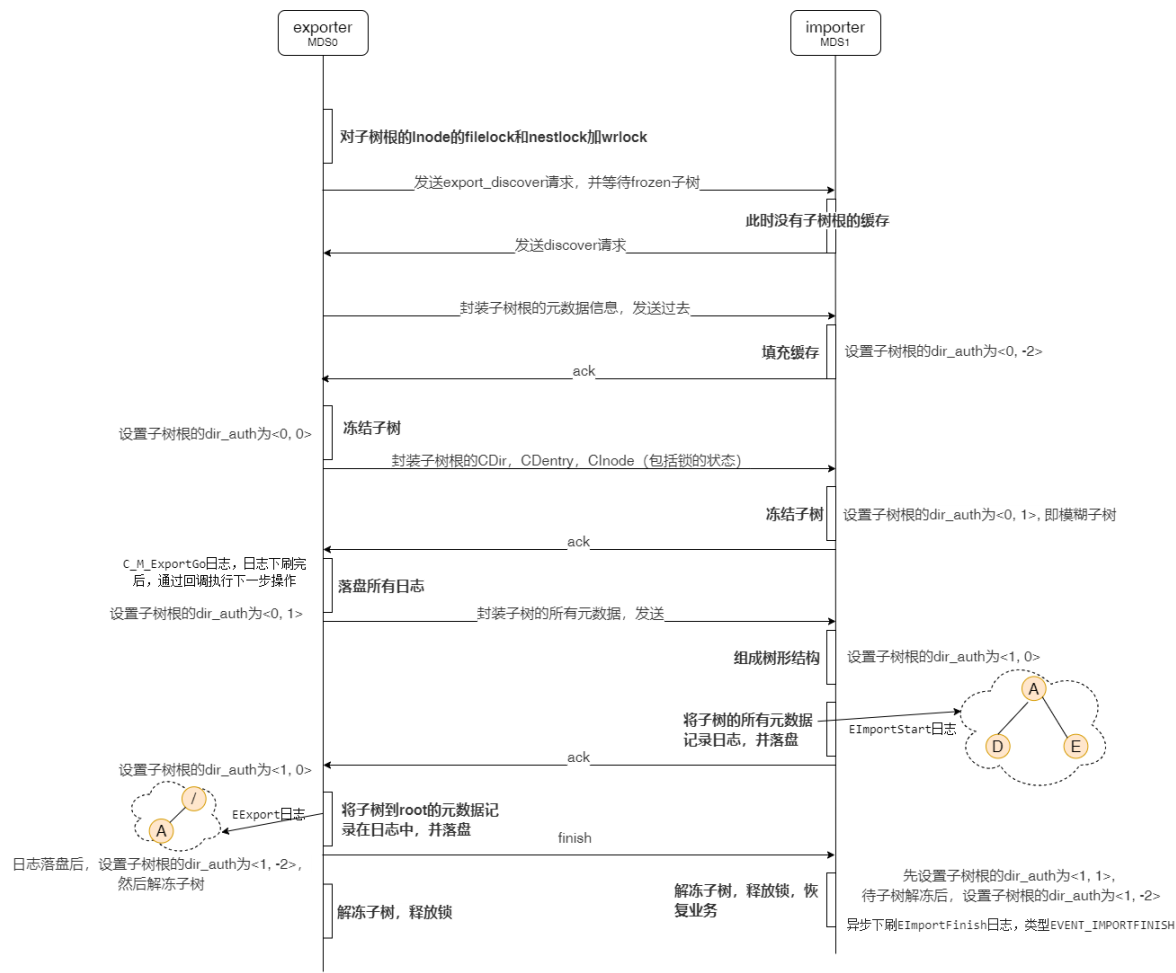 exporter
MDS0
importer
MDS1
对子树根的Inode的filelock和nestlock加wrlock
发送export_discover请求，并等待frozen子树
此时没有子树根的缓存
发送discover请求
封装子树根的元数据信息，发送过去
填充缓存
设置子树根的dir_auth为<0, -2>
ack
设置子树根的dir_auth为<0, 0>
冻结子树
封装子树根的CDir，CDentry，CInode（包括锁的状态）
冻结子树
设置子树根的dir_auth为<0, 1>, 即模糊子树
ack
C_M_ExportGo日志，日志下刷完
后，通过回调执行下一步操作
落盘所有日志
设置子树根的dir_auth为<0, 1>
封装子树的所有元数据，发送
组成树形结构
设置子树根的dir_auth为<1, 0>
将子树的所有元数据
记录日志，并落盘
EImportStart日志
A
D
E
ack
设置子树根的dir_auth为<1, 0>
/
A
EExport日志
将子树到root的元数据记
录在日志中，并落盘
finish
日志落盘后，设置子树根的dir_auth为<1, -2>，
然后解冻子树
解冻子树，释放锁
解冻子树，释放锁，恢
复业务
先设置子树根的dir_auth为<1, 1>,
待子树解冻后，设置子树根的dir_auth为<1, -2>
异步下刷EImportFinish日志，类型EVENT_IMPORTFINISH